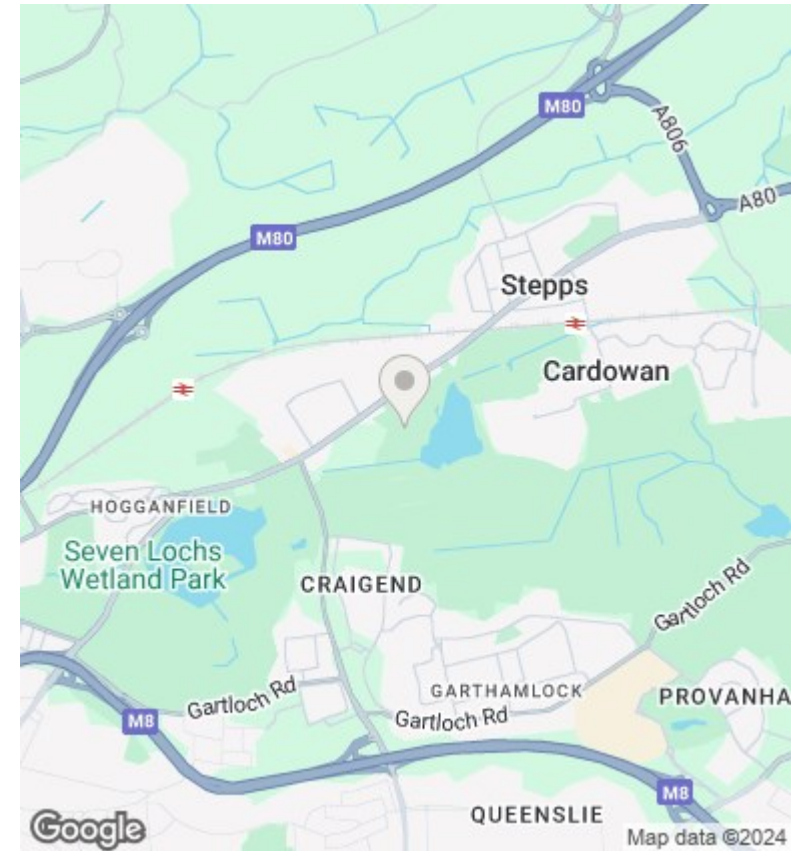 M80
A806
A80
M80
Stepps
Cardowan
HOGGANFIELD
Seven Lochs
Wetland Park
CRAIGEND
Gartloch Rd
GARTHAMLOCK
PROVANHA
Gartloch Rd
Gartloch Rd
M8
M8
QUEENSLIE
Google
Map data ©2024